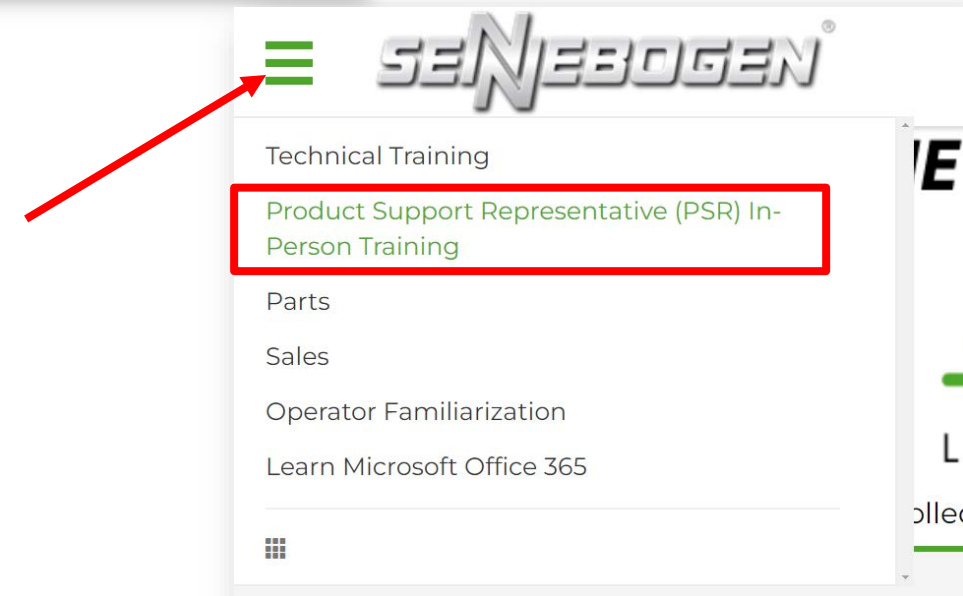 SENNEBOGEN®
Technical Training
Product Support Representative (PSR) In-
Person Training
Parts
Sales
Operator Familiarization
Learn Microsoft Office 365